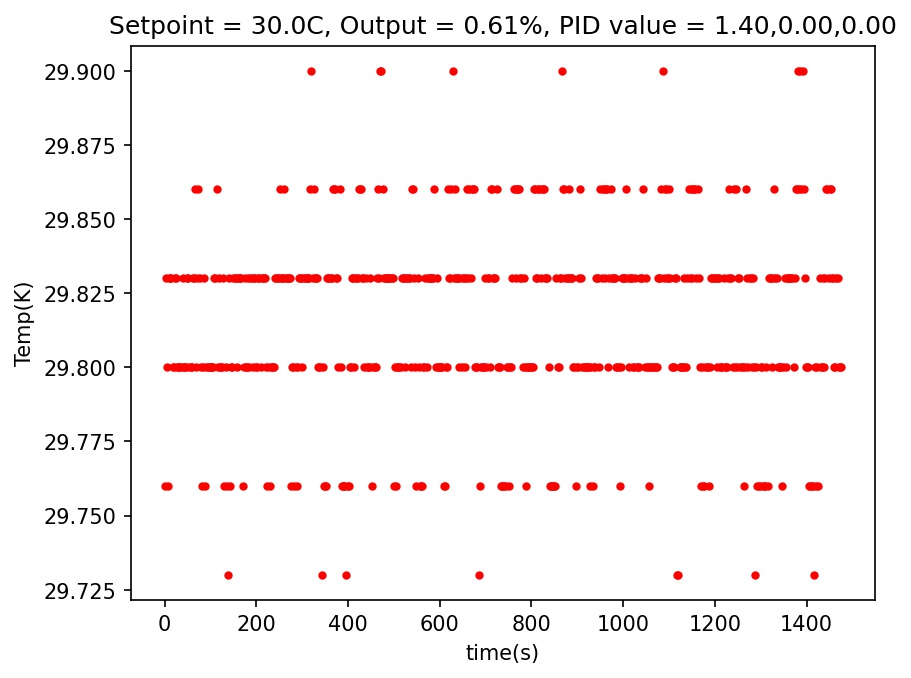 Setpoint = 30.0C, Output = 0.61%, PID value = 1.40,0.00,0.00
29.900
29.875
29.850
29.825
29.800
29.775
29.750
29.725
Temp(K)
0 200 400 600 800 1000 1200 1400
time(s)